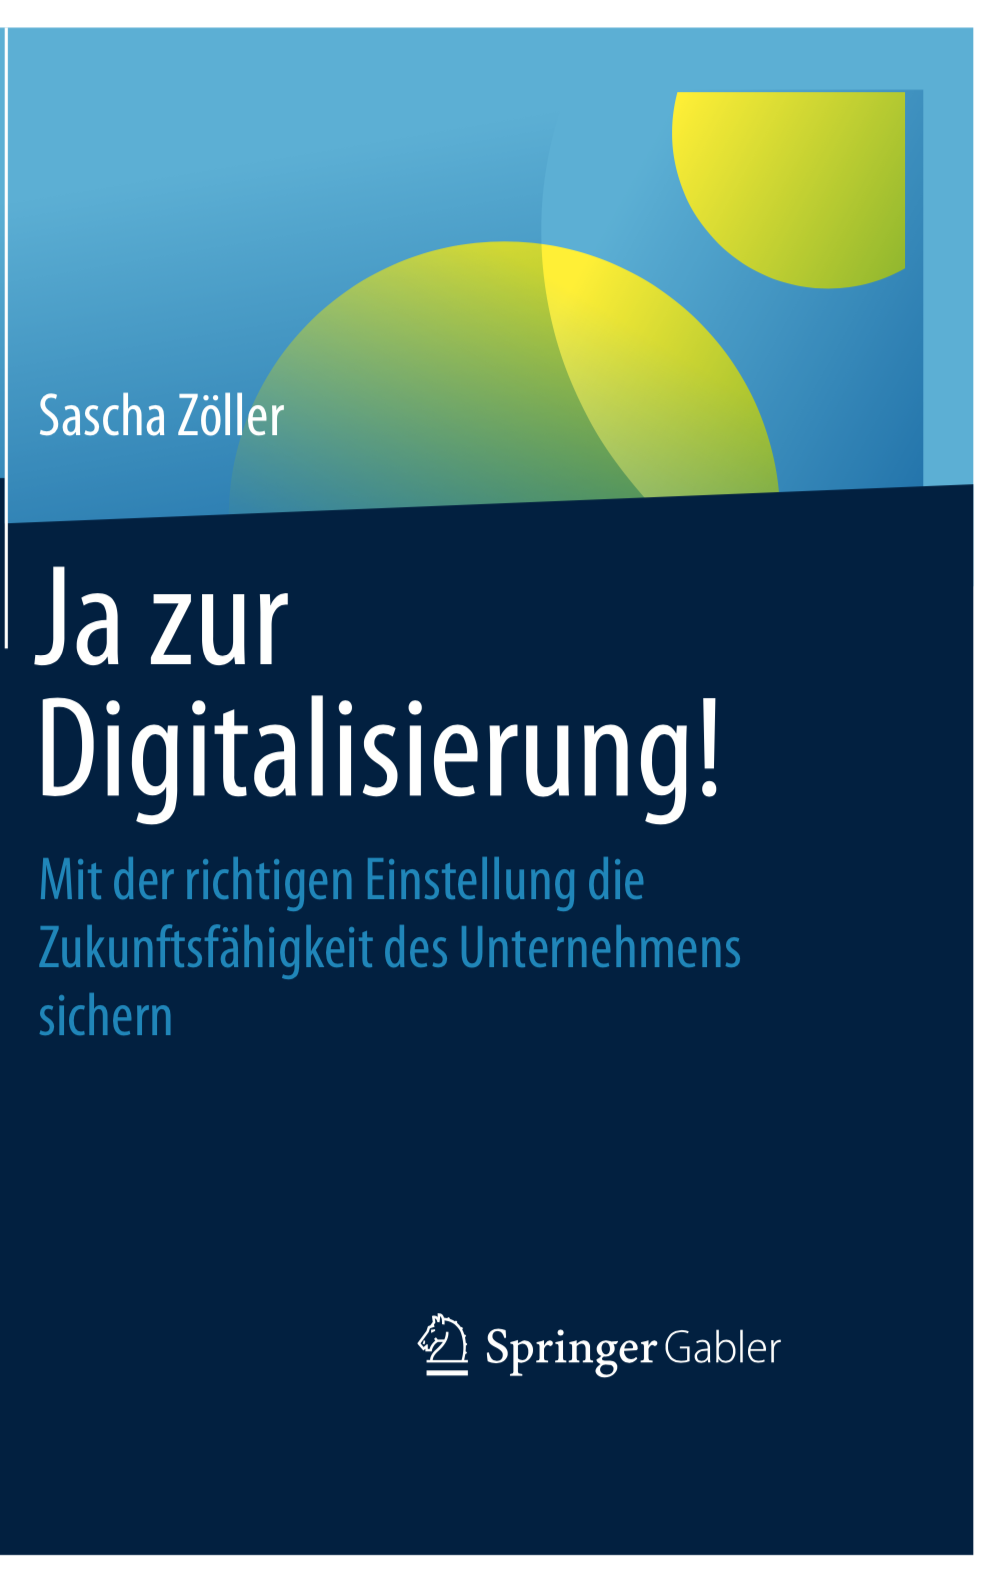 Sascha Zöller
Ja zur
Digitalisierung!
Mit der richtigen Einstellung die
Zukunftsfähigkeit des Unternehmens
sichern
Springer Gabler